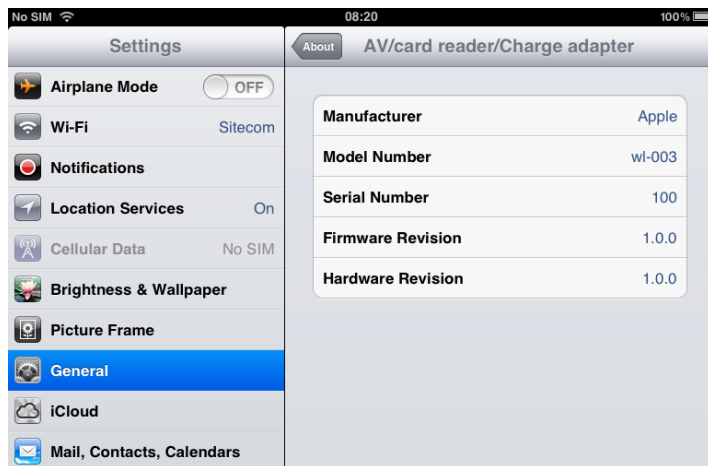 No SIM 08:20 100%
Settings
Airplane Mode OFF
Wi-Fi Sitecom
Notifications
Location Services On
Cellular Data No SIM
Brightness & Wallpaper
Picture Frame
General
iCloud
Mail, Contacts, Calendars
About AV/card reader/Charge adapter
Manufacturer Apple
Model Number wl-003
Serial Number 100
Firmware Revision 1.0.0
Hardware Revision 1.0.0